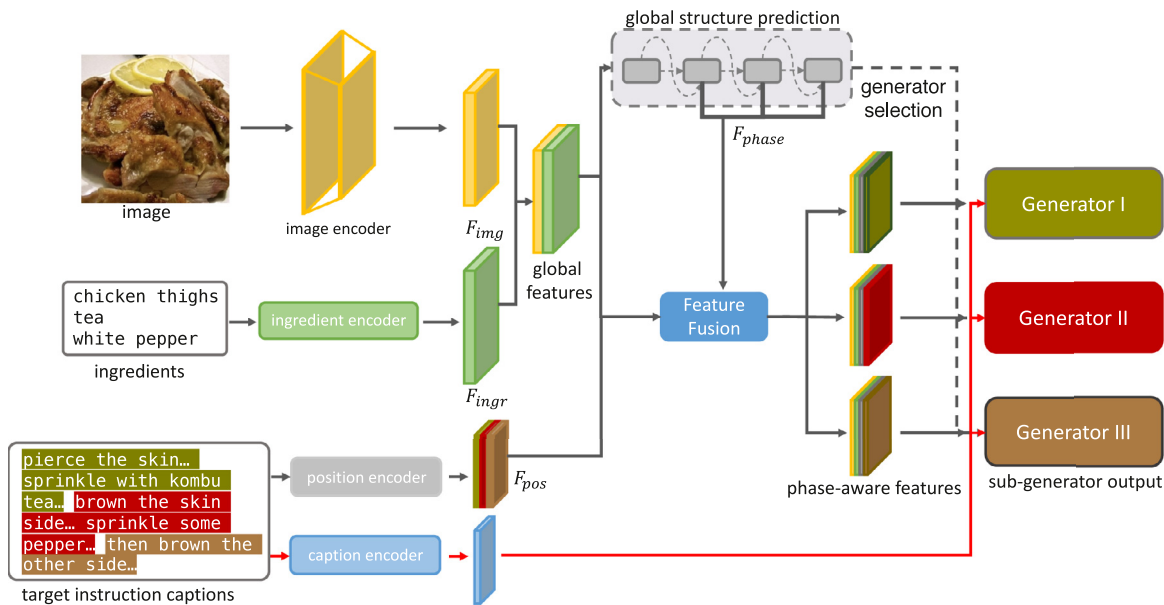 global structure prediction
generator
selection
F_phase
image
image encoder
F_img
global
features
Generator I
chicken thighs
tea
white pepper
ingredients
ingredient encoder
F_ingr
Feature
Fusion
Generator II
Generator III
pierce the skin…
sprinkle with kombu
tea… brown the skin
side… sprinkle some
pepper… then brown the
other side…
target instruction captions
position encoder
F_pos
caption encoder
phase-aware features
sub-generator output